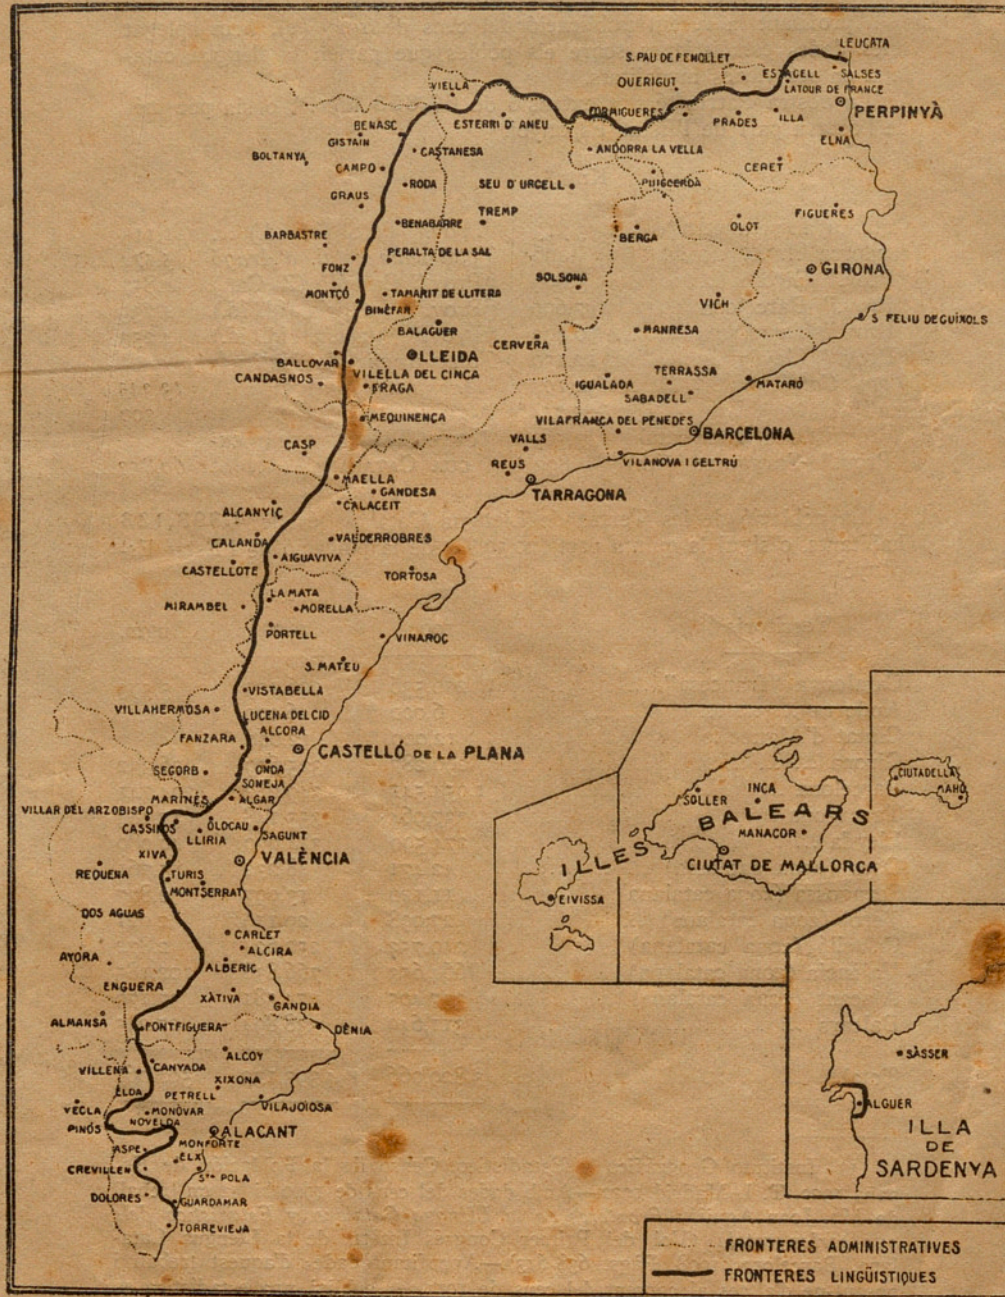 LEUCATA
S. PAU DE FENOLLET
ESTAGELL
SALSES
QUERIGUT
LATOUR DE FRANCE
VIELLA
PERPINYÀ
FORMIGUERES
PRADES
ILLA
ESTERRI D'ANEU
BENASC
ELNA
GISTAIN
CASTANESA
ANDORRA LA VELLA
BOLTANYA
CERET
CAMPO
RODA
SEU D'URGELL
PUIGCERDÀ
GRAUS
TREMP
FIGUERES
BENABARRE
OLOT
BARBASTRE
BERGA
PERALTA DE LA SAL
FONZ
GIRONA
SOLSONA
MONTÇÓ
TAMARIT DE LLITERA
VICH
BINÈFAR
S. FELIU DE GUÍXOLS
BALAGUER
MANRESA
CERVERA
LLEIDA
BALLOVAR
VILELLA DEL CINCA
TERRASSA
CANDASNOS
FRAGA
IGUALADA
MATARÓ
SABADELL
MEQUINENÇA
VILAFRANCA DEL PENEDES
BARCELONA
CASP
VALLS
VILANOVA I GELTRÚ
REUS
MAELLA
TARRAGONA
GANDESA
CALACEIT
ALCANYIÇ
CALANDA
VALDERROBRES
AIGUAVIVA
CASTELLOTE
TORTOSA
LA MATA
MIRAMBEL
MORELLA
PORTELL
VINAROÇ
S. MATEU
VISTABELLA
VILLAHERMOSA
LUCENA DEL CID
ALCORA
FANZARA
CASTELLÓ DE LA PLANA
SEGORB
ONDA
SONEJA
MARINÉS
ALGAR
VILLAR DEL ARZOBISPO
CASSINOS
OLOCAU
LLIRIA
SAGUNT
XIVA
VALÈNCIA
REQUENA
TURIS
MONTSERRAT
DOS AGUAS
CARLET
ALCIRA
AYORA
ALBERIC
ENGUERA
XÀTIVA
GANDIA
ALMANSA
FONTFIGUERA
DÈNIA
ALCOY
VILLENA
CANYADA
XIXONA
ELDA
PETRELL
YECLA
MONÒVAR
VILAJOIOSA
PINÓS
NOVELDA
ALACANT
MONFORTE
ASPE
ELX
CREVILLEN
Sta POLA
DOLORES
GUARDAMAR
TORREVIEJA
CIUTADELLA
MAHÓ
SÒLLER
INCA
ILLES BALEARS
MANACOR
CIUTAT DE MALLORCA
EIVISSA
SÀSSER
ALGUER
ILLA
DE
SARDENYA
FRONTERES ADMINISTRATIVES
FRONTERES LINGÜISTIQUES